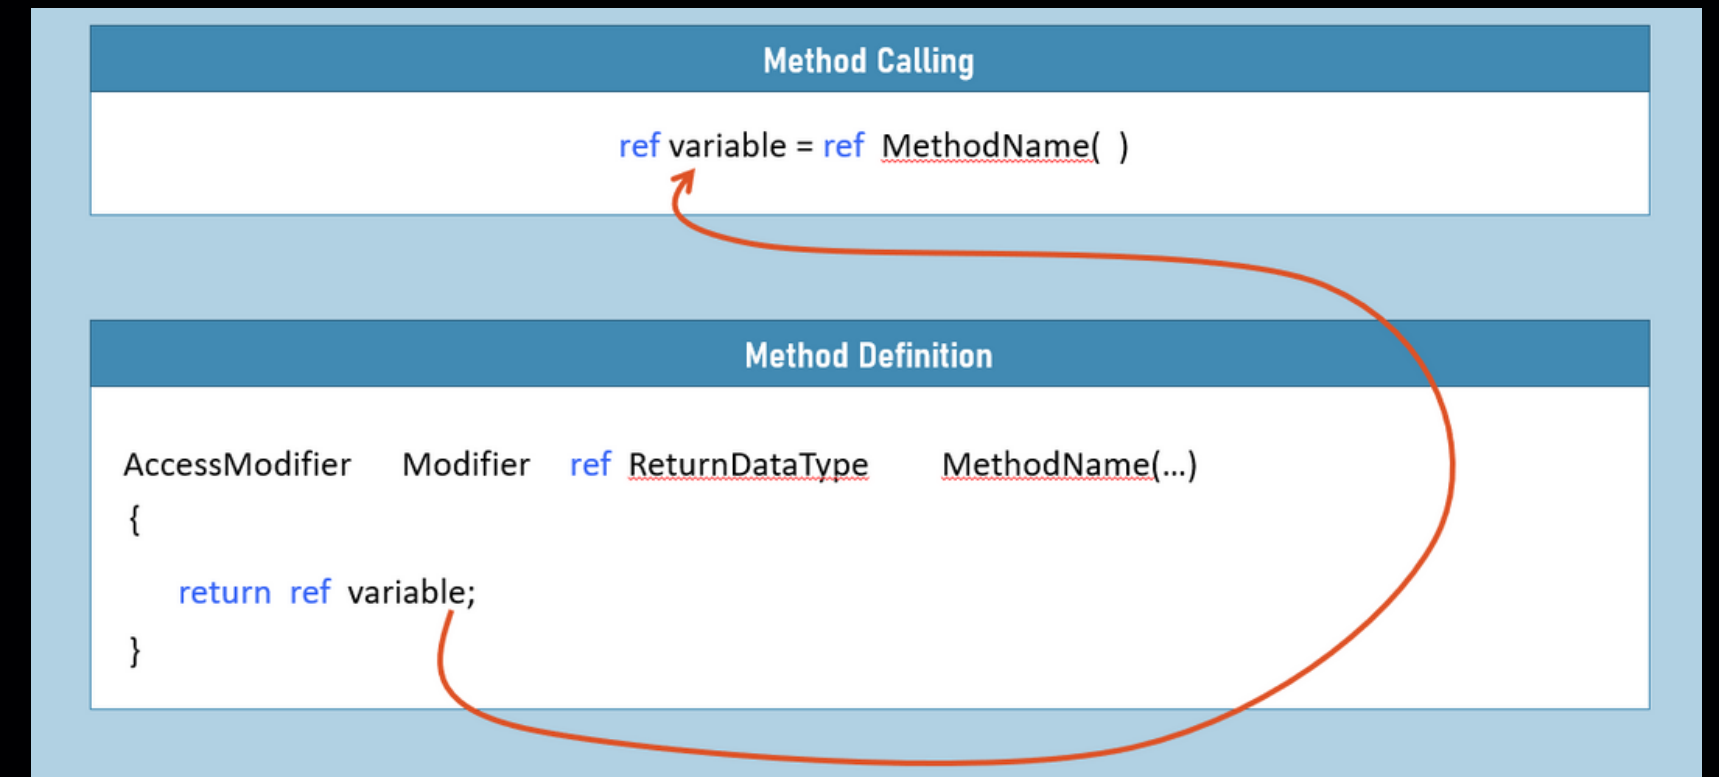 Method Calling
ref variable = ref MethodName( )
Method Definition
AccessModifier Modifier ref ReturnDataType MethodName(...)
{
return ref variable;
}